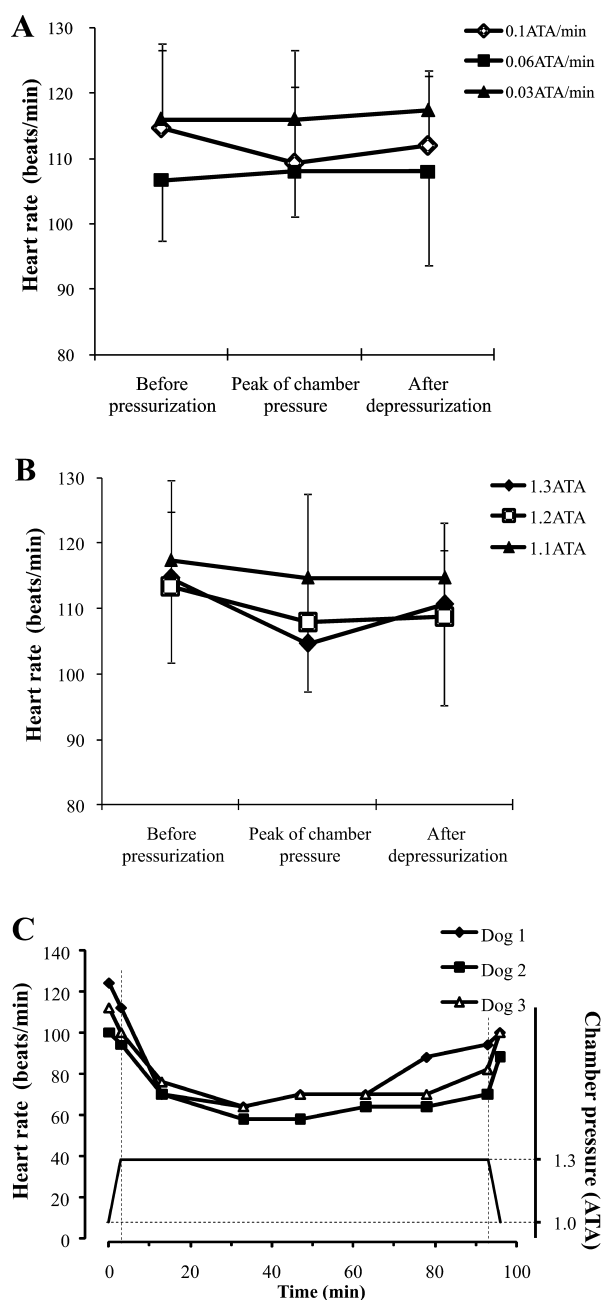 A
0.1ATA/min
0.06ATA/min
0.03ATA/min
Heart rate (beats/min)
130
120
110
100
90
80
Before
pressurization
Peak of chamber
pressure
After
depressurization
B
1.3ATA
1.2ATA
1.1ATA
Heart rate (beats/min)
130
120
110
100
90
80
Before
pressurization
Peak of chamber
pressure
After
depressurization
C
Dog 1
Dog 2
Dog 3
Heart rate (beats/min)
140
120
100
80
60
40
20
0
Chamber pressure (ATA)
1.3
1.0
0 20 40 60 80 100
Time (min)